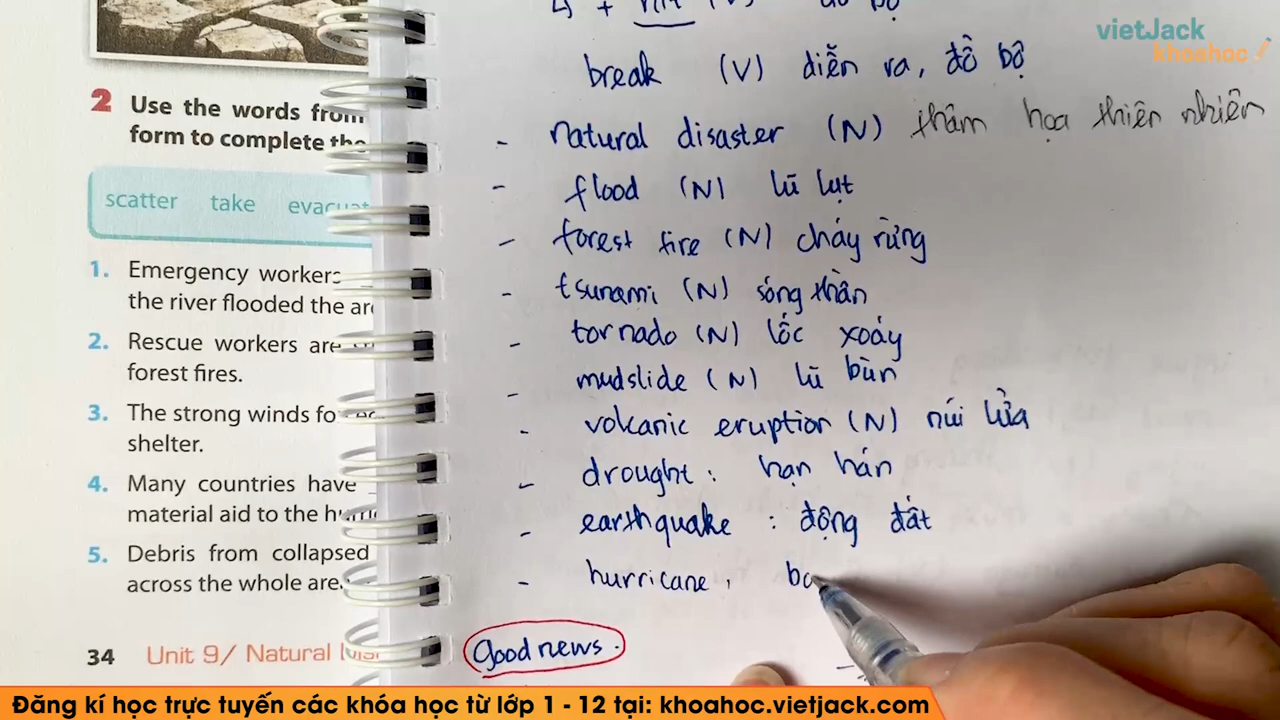 vietJack
khoahoc
break (V) diễn ra, đổ bộ
- natural disaster (N) thảm họa thiên nhiên
- flood (N) lũ lụt
- forest fire (N) cháy rừng
- tsunami (N) sóng thần
- tornado (N) lốc xoáy
- mudslide (N) lũ bùn
- volcanic eruption (N) núi lửa
- drought : hạn hán
- earthquake : động đất
- hurricane,
Good news.
2 Use the words from
form to complete the
scatter take
1. Emergency workers
the river flooded the
2. Rescue workers are
forest fires.
3. The strong winds
shelter.
4. Many countries have
material aid to the
5. Debris from collapsed
across the whole
34 Unit 9/ Natural
Đăng kí học trực tuyến các khóa học từ lớp 1 - 12 tại: khoahoc.vietjack.com